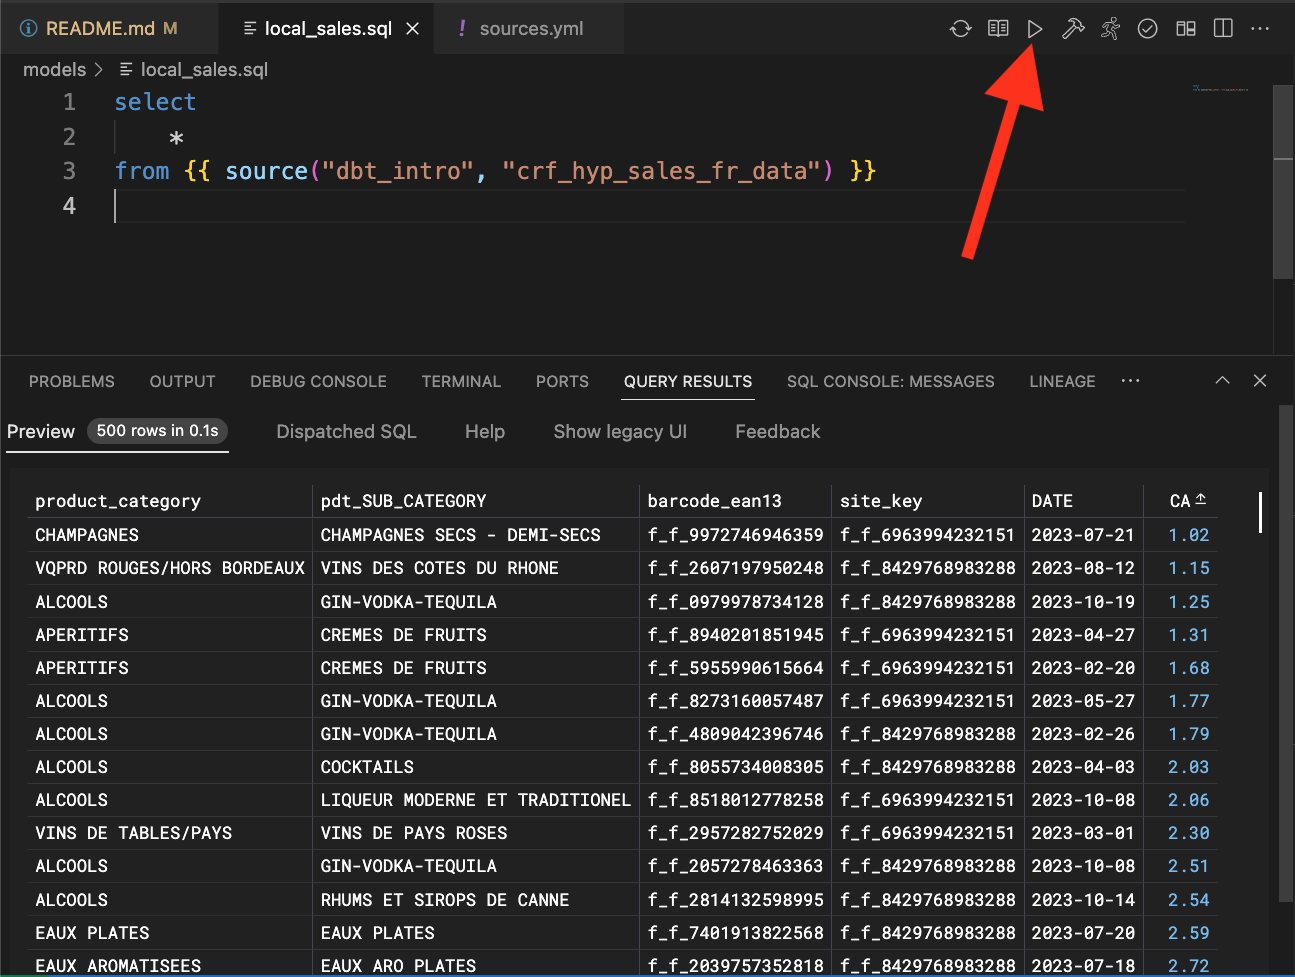 README.md M local_sales.sql sources.yml
models > local_sales.sql
1 select
2 *
3 from {{ source("dbt_intro", "crf_hyp_sales_fr_data") }}
4
PROBLEMS OUTPUT DEBUG CONSOLE TERMINAL PORTS QUERY RESULTS SQL CONSOLE: MESSAGES LINEAGE ...
Preview 500 rows in 0.1s Dispatched SQL Help Show legacy UI Feedback
product_category pdt_SUB_CATEGORY barcode_ean13 site_key DATE CA
CHAMPAGNES CHAMPAGNES SECS - DEMI-SECS f_f_9972746946359 f_f_6963994232151 2023-07-21 1.02
VQPRD ROUGES/HORS BORDEAUX VINS DES COTES DU RHONE f_f_2607197950248 f_f_8429768983288 2023-08-12 1.15
ALCOOLS GIN-VODKA-TEQUILA f_f_0979978734128 f_f_8429768983288 2023-10-19 1.25
APERITIFS CREMES DE FRUITS f_f_8940201851945 f_f_6963994232151 2023-04-27 1.31
APERITIFS CREMES DE FRUITS f_f_5955990615664 f_f_6963994232151 2023-02-20 1.68
ALCOOLS GIN-VODKA-TEQUILA f_f_8273160057487 f_f_6963994232151 2023-05-27 1.77
ALCOOLS GIN-VODKA-TEQUILA f_f_4809042396746 f_f_8429768983288 2023-02-26 1.79
ALCOOLS COCKTAILS f_f_8055734008305 f_f_8429768983288 2023-04-03 2.03
ALCOOLS LIQUEUR MODERNE ET TRADITIONEL f_f_8518012778258 f_f_6963994232151 2023-10-08 2.06
VINS DE TABLES/PAYS VINS DE PAYS ROSES f_f_2957282752029 f_f_6963994232151 2023-03-01 2.30
ALCOOLS GIN-VODKA-TEQUILA f_f_2057278463363 f_f_8429768983288 2023-10-08 2.51
ALCOOLS RHUMS ET SIROPS DE CANNE f_f_2814132598995 f_f_8429768983288 2023-10-14 2.54
EAUX PLATES EAUX PLATES f_f_7401913822568 f_f_8429768983288 2023-07-20 2.59
EAUX AROMATISEES EAUX ARO PLATES f_f_2039757352818 f_f_8429768983288 2023-07-18 2.72